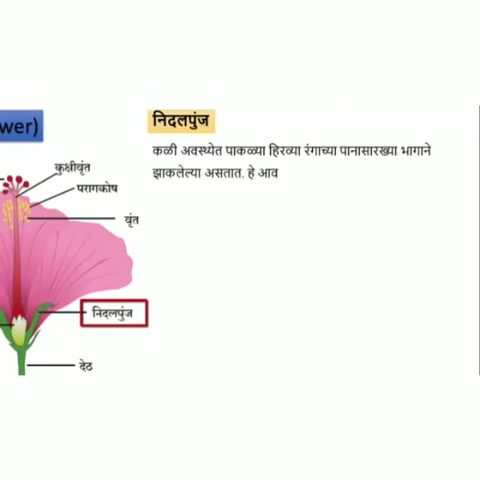 wer)
निदलपुंज
कळी अवस्थेत पाकळ्या हिरव्या रंगाच्या पानासारख्या भागाने
झाकलेल्या असतात. हे आव
कुक्षीवृंत
परागकोष
वृंत
निदलपुंज
देठ